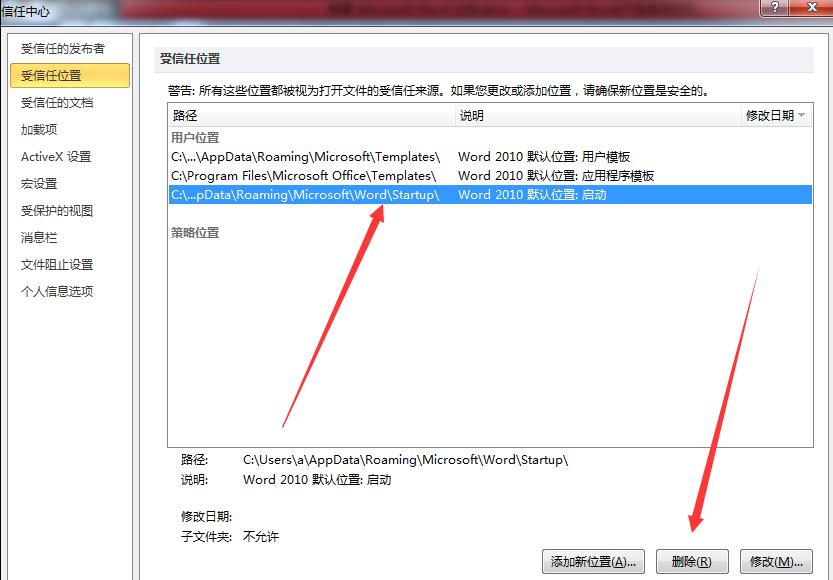 信任中心
?
X
受信任的发布者
受信任位置
受信任的文档
加载项
ActiveX 设置
宏设置
受保护的视图
消息栏
文件阻止设置
个人信息选项
受信任位置
警告: 所有这些位置都被视为打开文件的受信任来源。如果您更改或添加位置，请确保新位置是安全的。
路径 说明 修改日期
用户位置
C:\...\AppData\Roaming\Microsoft\Templates\ Word 2010 默认位置: 用户模板
C:\Program Files\Microsoft Office\Templates\ Word 2010 默认位置: 应用程序模板
C:\...pData\Roaming\Microsoft\Word\Startup\ Word 2010 默认位置: 启动
策略位置
路径: C:\Users\a\AppData\Roaming\Microsoft\Word\Startup\
说明: Word 2010 默认位置: 启动
修改日期:
子文件夹: 不允许
添加新位置(A)... 删除(R) 修改(M)...